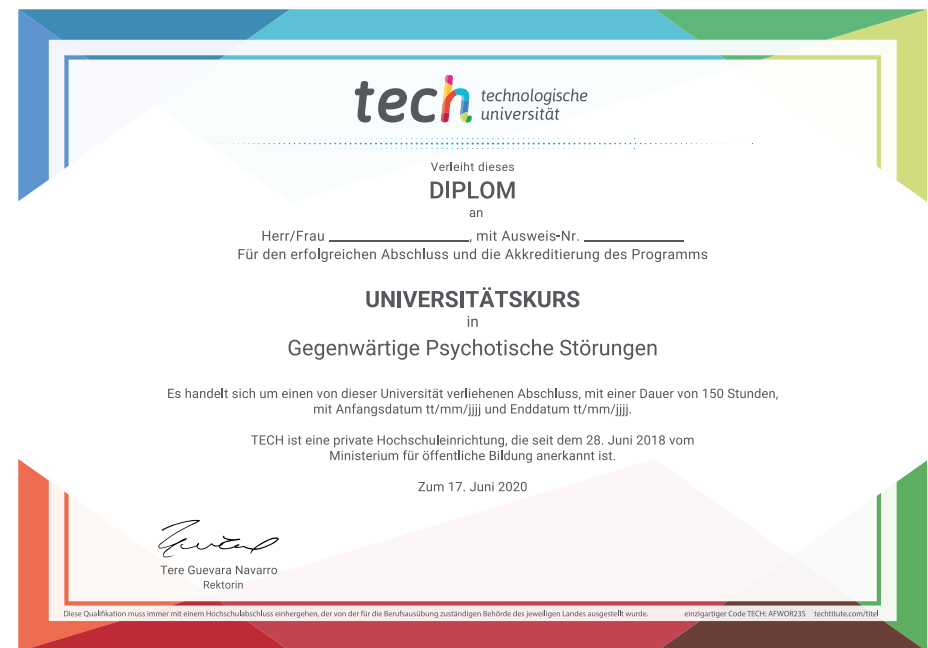 tech technologische
universität
Verleiht dieses
DIPLOM
an
Herr/Frau ____________________, mit Ausweis-Nr. ______________
Für den erfolgreichen Abschluss und die Akkreditierung des Programms
UNIVERSITÄTSKURS
in
Gegenwärtige Psychotische Störungen
Es handelt sich um einen von dieser Universität verliehenen Abschluss, mit einer Dauer von 150 Stunden,
mit Anfangsdatum tt/mm/jjjj und Enddatum tt/mm/jjjj.
TECH ist eine private Hochschuleinrichtung, die seit dem 28. Juni 2018 vom
Ministerium für öffentliche Bildung anerkannt ist.
Zum 17. Juni 2020
Tere Guevara Navarro
Rektorin
Diese Qualifikation muss immer mit einem Hochschulabschluss einhergehen, der von der für die Berufsausübung zuständigen Behörde des jeweiligen Landes ausgestellt wurde. einzigartiger Code TECH: AFWOR23S techtitute.com/titel